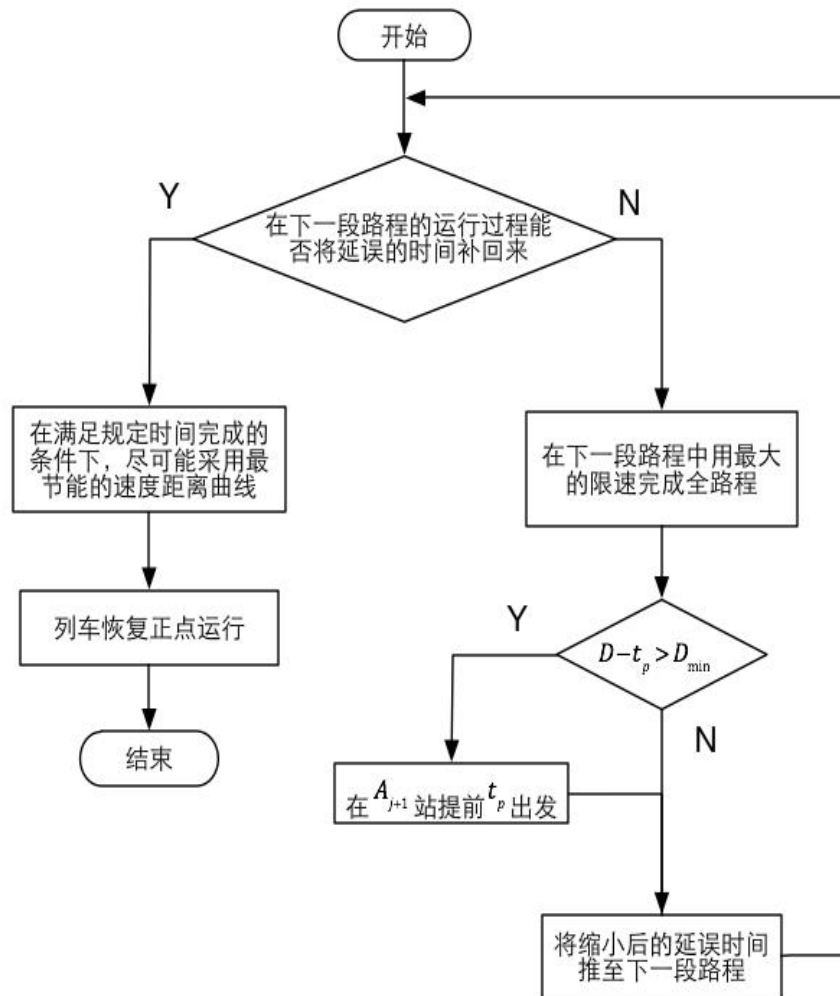 开始
Y
N
在下一段路程的运行过程能
否将延误的时间补回来
在满足规定时间完成的
条件下，尽可能采用最
节能的速度距离曲线
在下一段路程中用最大
的限速完成全路程
列车恢复正点运行
Y
D-t_p>D_min
N
结束
在A_{j+1}站提前t_p出发
将缩小后的延误时间
推至下一段路程